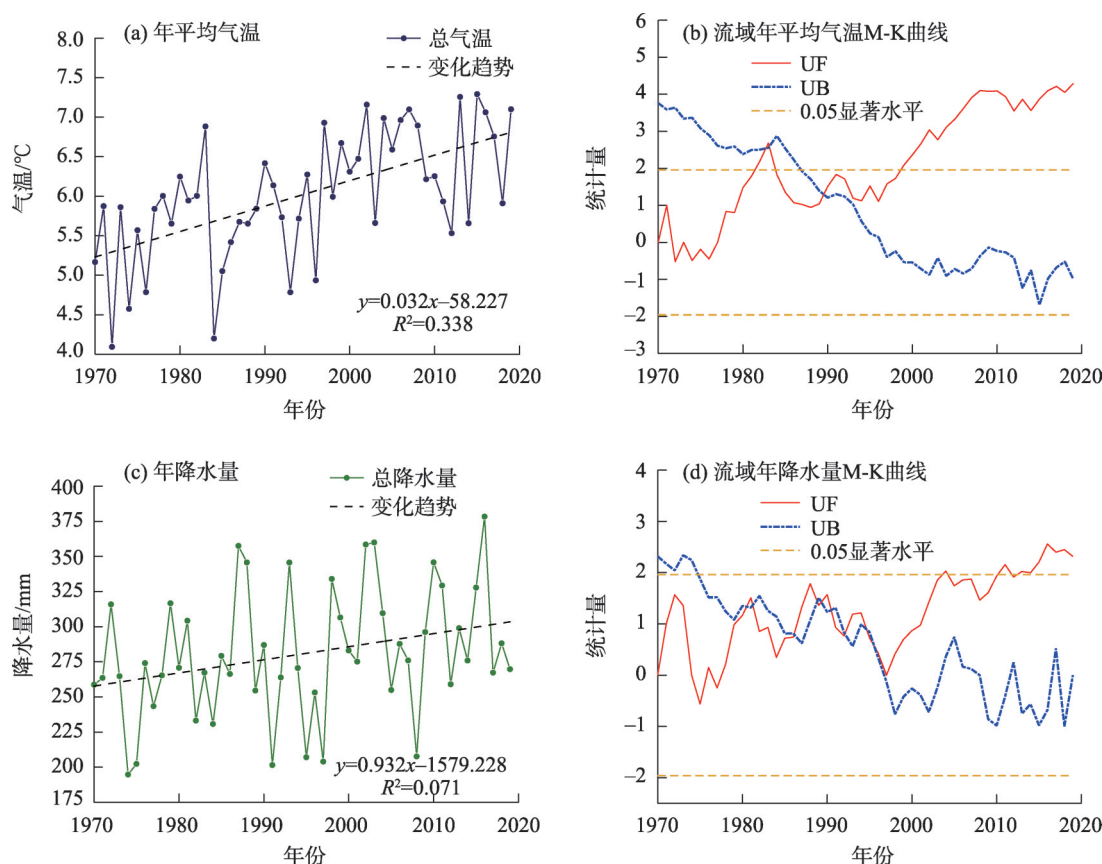 (a) 年平均气温
总气温
变化趋势
8.0
7.5
7.0
6.5
6.0
5.5
5.0
4.5
4.0
气温/℃
y=0.032x–58.227
R²=0.338
1970 1980 1990 2000 2010 2020
年份
(b) 流域年平均气温M-K曲线
UF
UB
0.05显著水平
6
5
4
3
2
1
0
–1
–2
–3
统计量
1970 1980 1990 2000 2010 2020
年份
(c) 年降水量
总降水量
变化趋势
400
375
350
325
300
275
250
225
200
175
降水量/mm
y=0.932x–1579.228
R²=0.071
1970 1980 1990 2000 2010 2020
年份
(d) 流域年降水量M-K曲线
UF
UB
0.05显著水平
4
3
2
1
0
–1
–2
统计量
1970 1980 1990 2000 2010 2020
年份